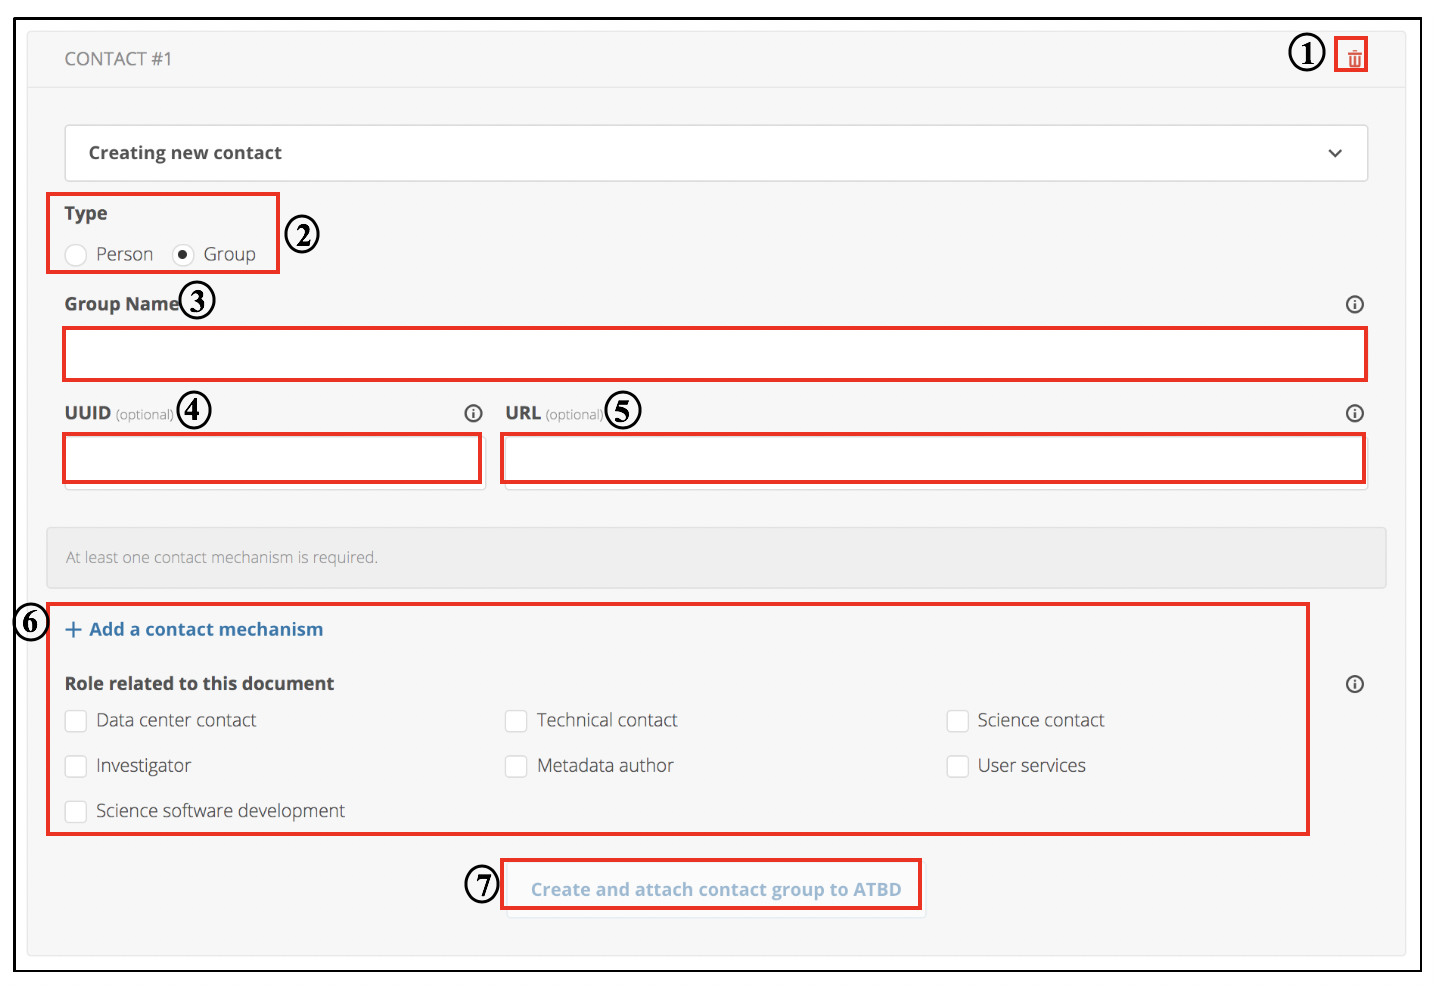 CONTACT #1 ①
Creating new contact
Type
Person Group ②
Group Name ③
UUID (optional) ④ URL (optional) ⑤
At least one contact mechanism is required.
⑥ + Add a contact mechanism
Role related to this document
Data center contact Technical contact Science contact
Investigator Metadata author User services
Science software development
⑦ Create and attach contact group to ATBD